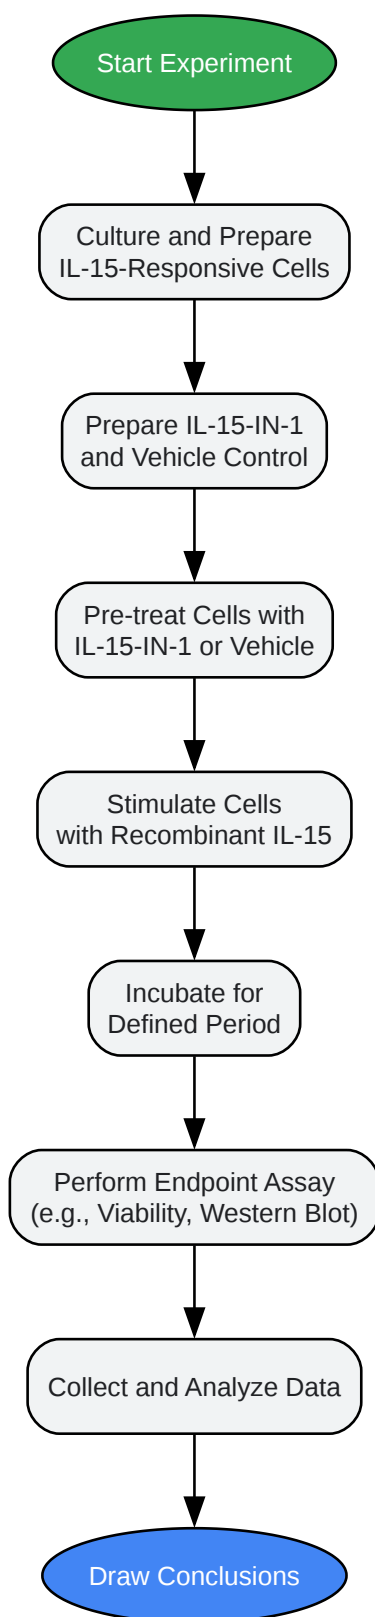 Start Experiment
Culture and Prepare
IL-15-Responsive Cells
Prepare IL-15-IN-1
and Vehicle Control
Pre-treat Cells with
IL-15-IN-1 or Vehicle
Stimulate Cells
with Recombinant IL-15
Incubate for
Defined Period
Perform Endpoint Assay
(e.g., Viability, Western Blot)
Collect and Analyze Data
Draw Conclusions